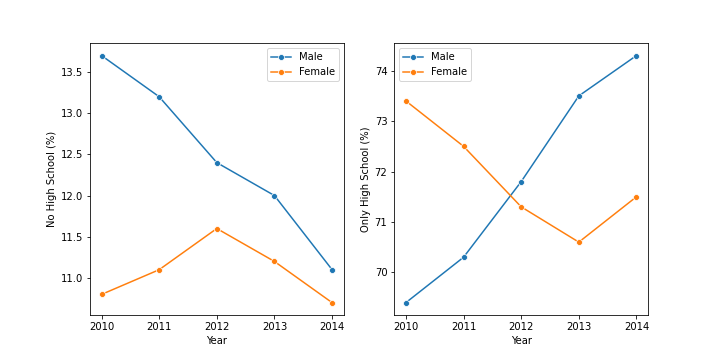 Male
Female
13.5
13.0
12.5
12.0
11.5
11.0
No High School (%)
2010 2011 2012 2013 2014
Year
Male
Female
74
73
72
71
70
Only High School (%)
2010 2011 2012 2013 2014
Year